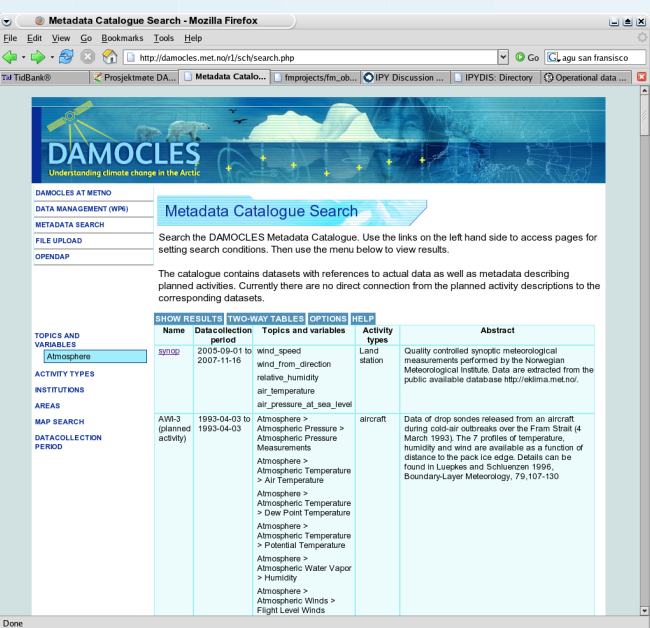 Metadata Catalogue Search - Mozilla Firefox
File Edit View Go Bookmarks Tools Help
http://damocles.met.no/r1/sch/search.php
Go
agu san fransisco
TidBank®
Prosjektmøte DA...
Metadata Catalo...
fmprojects/fm_ob...
IPY Discussion ...
IPYDIS: Directory
Operational data ...
DAMOCLES
Understanding climate change in the Arctic
DAMOCLES AT METNO
DATA MANAGEMENT (WP6)
METADATA SEARCH
FILE UPLOAD
OPENDAP
TOPICS AND
VARIABLES
Atmosphere
ACTIVITY TYPES
INSTITUTIONS
AREAS
MAP SEARCH
DATACOLLECTION
PERIOD
Metadata Catalogue Search
Search the DAMOCLES Metadata Catalogue. Use the links on the left hand side to access pages for
setting search conditions. Then use the menu below to view results.
The catalogue contains datasets with references to actual data as well as metadata describing
planned activities. Currently there are no direct connection from the planned activity descriptions to the
corresponding datasets.
SHOW RESULTS TWO-WAY TABLES OPTIONS HELP
Name
Datacollection
period
Topics and variables
Activity
types
Abstract
synop
2005-09-01 to
2007-11-16
wind_speed
wind_from_direction
relative_humidity
air_temperature
air_pressure_at_sea_level
Land
station
Quality controlled synoptic meteorological
measurements performed by the Norwegian
Meteorological Institute. Data are extracted from the
public available database http://eklima.met.no/.
AWI-3
(planned
activity)
1993-04-03 to
1993-04-03
Atmosphere >
Atmospheric Pressure >
Atmospheric Pressure
Measurements
Atmosphere >
Atmospheric Temperature
> Air Temperature
Atmosphere >
Atmospheric Temperature
> Dew Point Temperature
Atmosphere >
Atmospheric Temperature
> Potential Temperature
Atmosphere >
Atmospheric Water Vapor
> Humidity
Atmosphere >
Atmospheric Winds >
Flight Level Winds
aircraft
Data of drop sondes released from an aircraft
during cold-air outbreaks over the Fram Strait (4
March 1993). The 7 profiles of temperature,
humidity and wind are available as a function of
distance to the pack ice edge. Details can be
found in Luepkes and Schluenzen 1996,
Boundary-Layer Meteorology, 79,107-130
Done